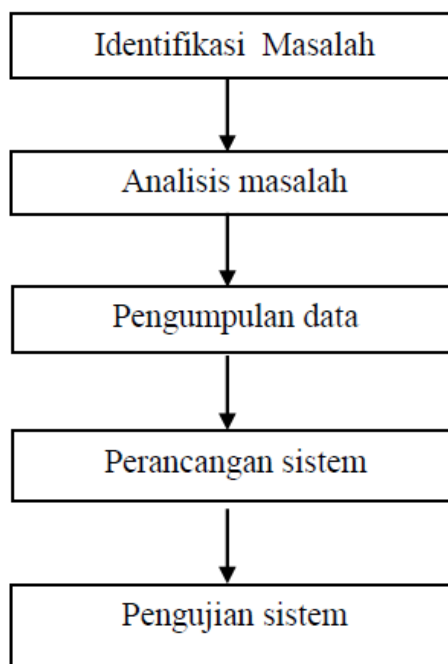 Identifikasi Masalah
Analisis masalah
Pengumpulan data
Perancangan sistem
Pengujian sistem